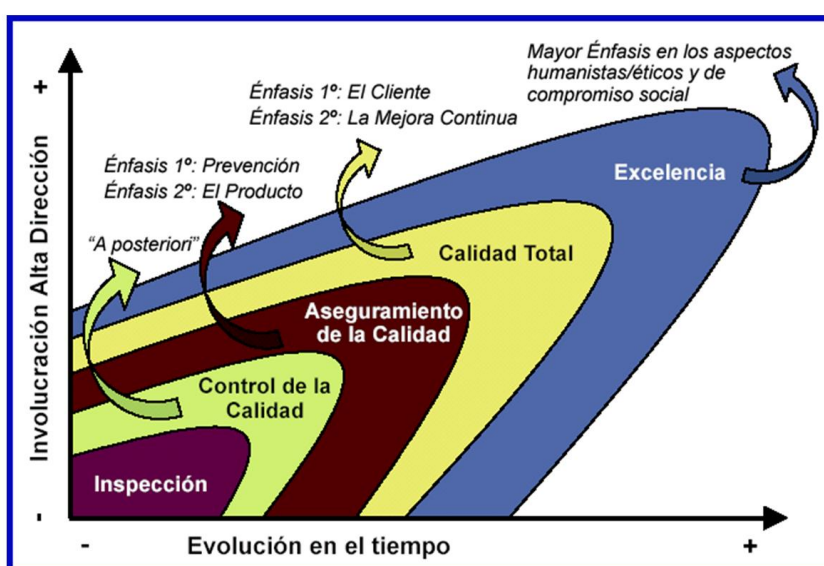 Mayor Énfasis en los aspectos
humanistas/éticos y de
compromiso social
Énfasis 1º: El Cliente
Énfasis 2º: La Mejora Continua
Énfasis 1º: Prevención
Énfasis 2º: El Producto
“A posteriori”
Excelencia
Calidad Total
Aseguramiento
de la Calidad
Control de la
Calidad
Inspección
+
Involucración Alta Dirección
-
-
Evolución en el tiempo
+